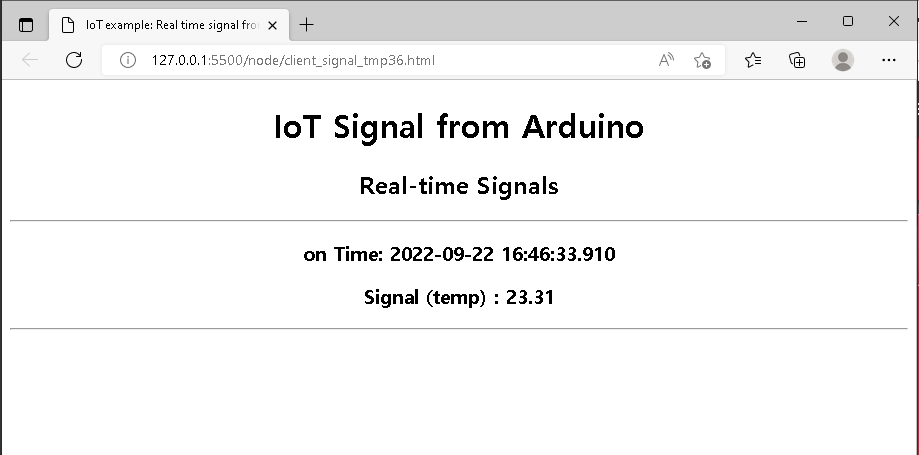 IoT example: Real time signal fro
127.0.0.1:5500/node/client_signal_tmp36.html
IoT Signal from Arduino
Real-time Signals
on Time: 2022-09-22 16:46:33.910
Signal (temp) : 23.31